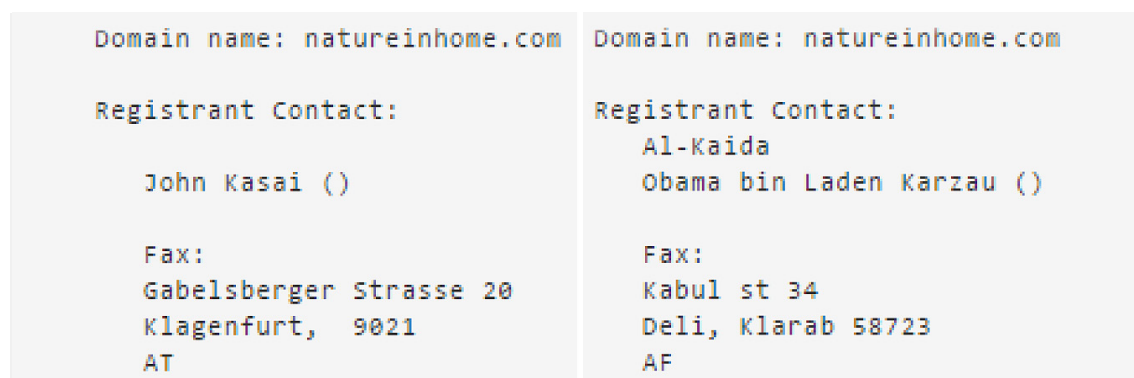 Domain name: natureinhome.com
Registrant Contact:
John Kasai ()
Fax:
Gabelsberger Strasse 20
Klagenfurt,  9021
AT
Domain name: natureinhome.com
Registrant Contact:
Al-Kaida
Obama bin Laden Karzau ()
Fax:
Kabul st 34
Deli, Klarab 58723
AF